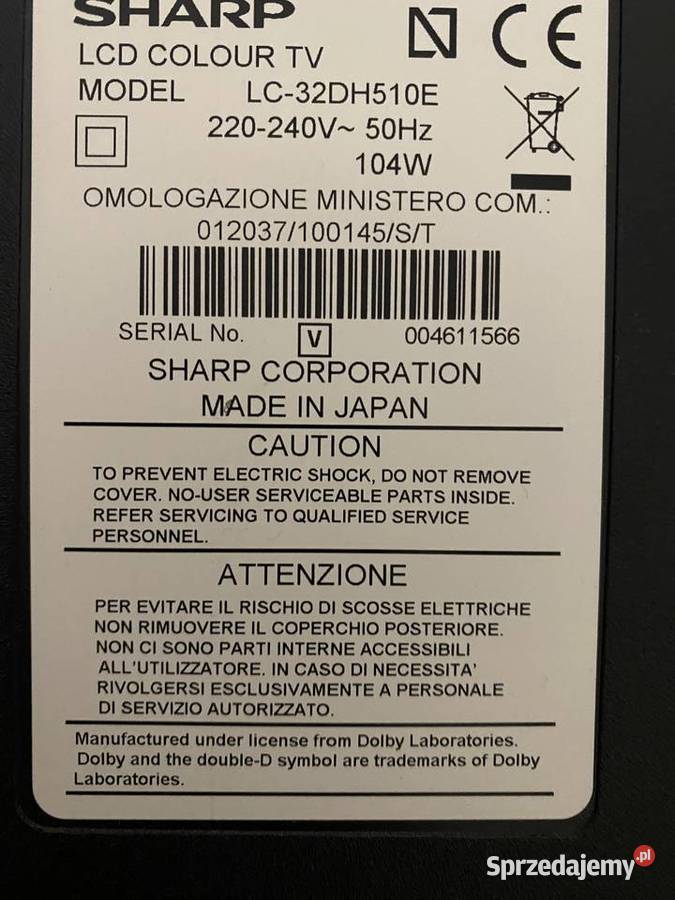 SHARP
LCD COLOUR TV
MODEL LC-32DH510E
220-240V~ 50Hz
104W
OMOLOGAZIONE MINISTERO COM.:
012037/100145/S/T
SERIAL No. V 004611566
SHARP CORPORATION
MADE IN JAPAN
CAUTION
TO PREVENT ELECTRIC SHOCK, DO NOT REMOVE
COVER. NO-USER SERVICEABLE PARTS INSIDE.
REFER SERVICING TO QUALIFIED SERVICE
PERSONNEL.
ATTENZIONE
PER EVITARE IL RISCHIO DI SCOSSE ELETTRICHE
NON RIMUOVERE IL COPERCHIO POSTERIORE.
NON CI SONO PARTI INTERNE ACCESSIBILI
ALL'UTILIZZATORE. IN CASO DI NECESSITA'
RIVOLGERSI ESCLUSIVAMENTE A PERSONALE
DI SERVIZIO AUTORIZZATO.
Manufactured under license from Dolby Laboratories.
Dolby and the double-D symbol are trademarks of Dolby
Laboratories.
Sprzedajemy.pl